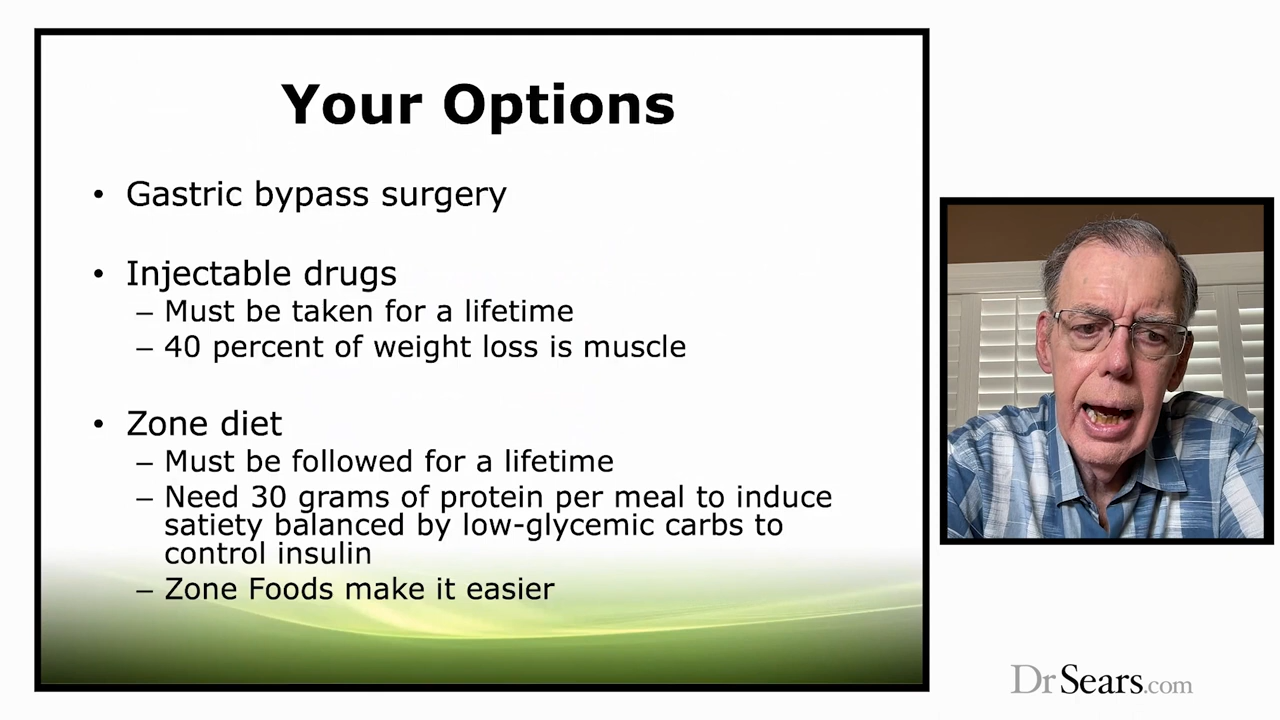 Your Options
• Gastric bypass surgery
• Injectable drugs
– Must be taken for a lifetime
– 40 percent of weight loss is muscle
• Zone diet
– Must be followed for a lifetime
– Need 30 grams of protein per meal to induce
satiety balanced by low-glycemic carbs to
control insulin
– Zone Foods make it easier
DrSears.com